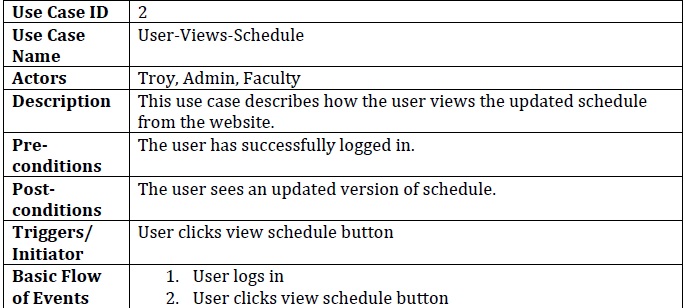 Use Case ID 2
Use Case Name User-Views-Schedule
Actors Troy, Admin, Faculty
Description This use case describes how the user views the updated schedule
from the website.
Pre-
conditions The user has successfully logged in.
Post-
conditions The user sees an updated version of schedule.
Triggers/
Initiator User clicks view schedule button
Basic Flow
of Events 1. User logs in
2. User clicks view schedule button